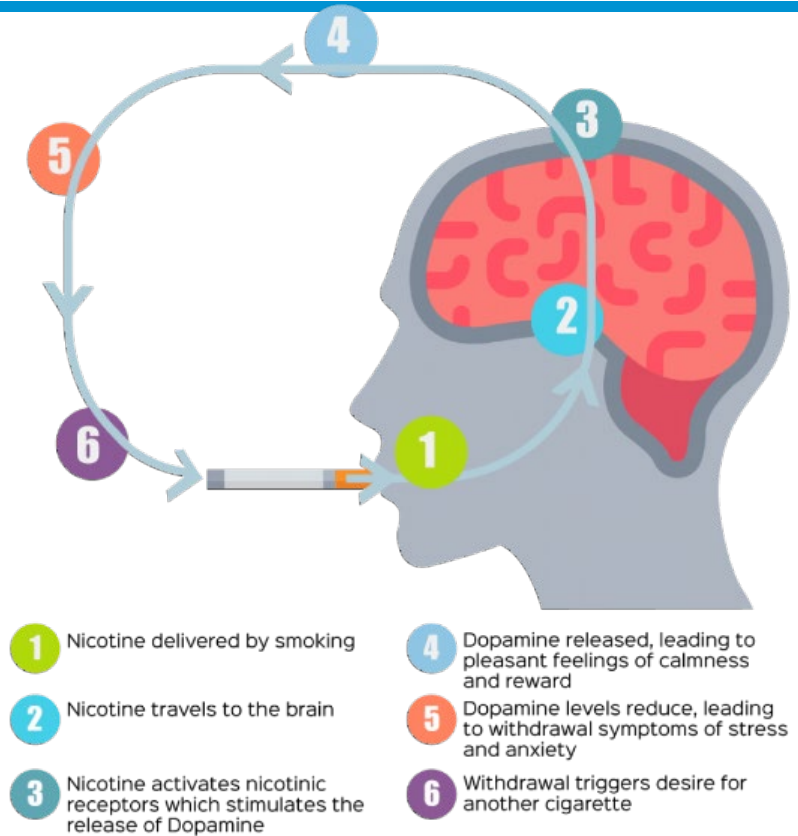 4
3
5
2
6
1
1 Nicotine delivered by smoking
2 Nicotine travels to the brain
3 Nicotine activates nicotinic
receptors which stimulates the
release of Dopamine
4 Dopamine released, leading to
pleasant feelings of calmness
and reward
5 Dopamine levels reduce, leading
to withdrawal symptoms of stress
and anxiety
6 Withdrawal triggers desire for
another cigarette